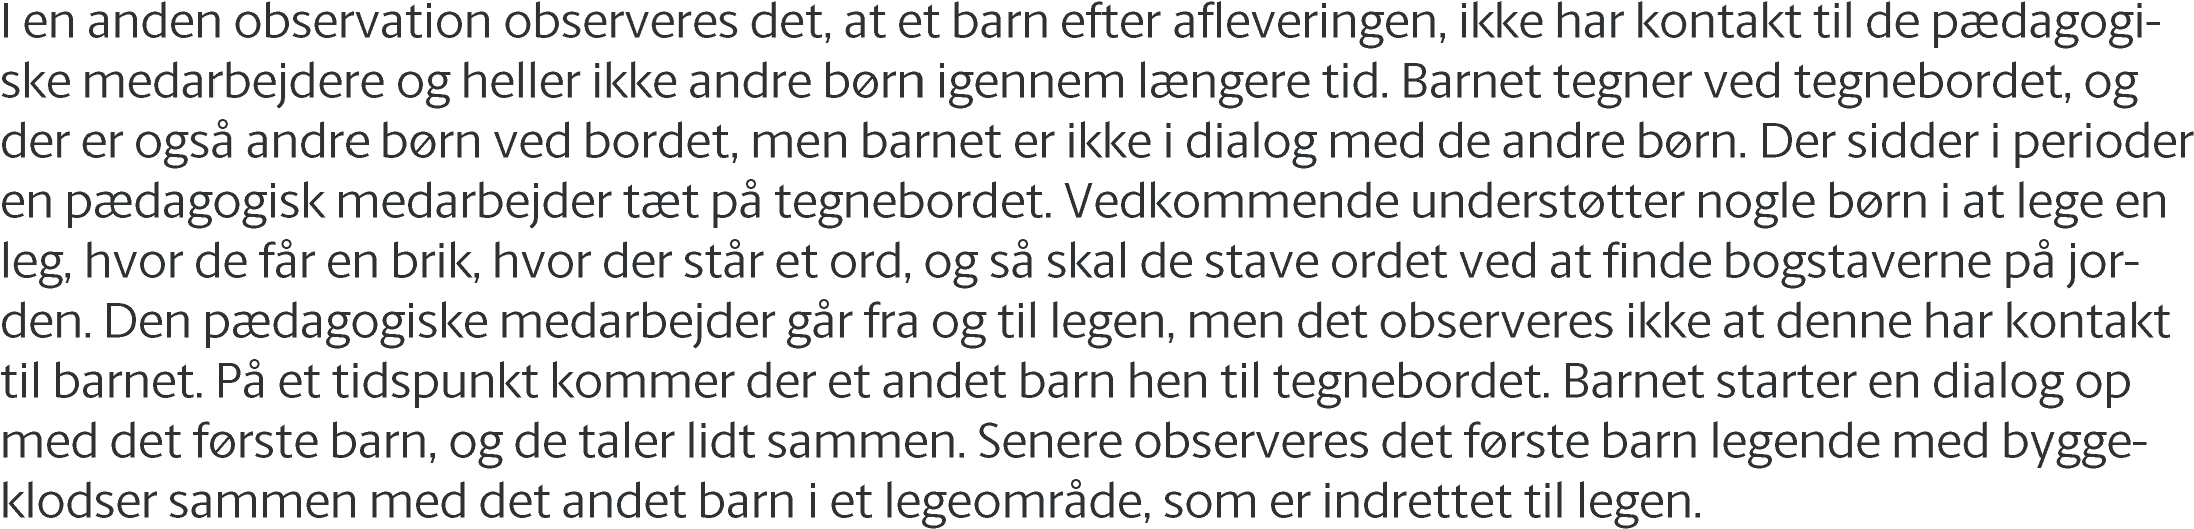 I en anden observation observeres det, at et barn efter afleveringen, ikke har kontakt til de pædagogi-
ske medarbejdere og heller ikke andre børn igennem længere tid. Barnet tegner ved tegnebordet, og
der er også andre børn ved bordet, men barnet er ikke i dialog med de andre børn. Der sidder i perioder
en pædagogisk medarbejder tæt på tegnebordet. Vedkommende understøtter nogle børn i at lege en
leg, hvor de får en brik, hvor der står et ord, og så skal de stave ordet ved at finde bogstaverne på jor-
den. Den pædagogiske medarbejder går fra og til legen, men det observeres ikke at denne har kontakt
til barnet. På et tidspunkt kommer der et andet barn hen til tegnebordet. Barnet starter en dialog op
med det første barn, og de taler lidt sammen. Senere observeres det første barn legende med bygge-
klodser sammen med det andet barn i et legeområde, som er indrettet til legen.